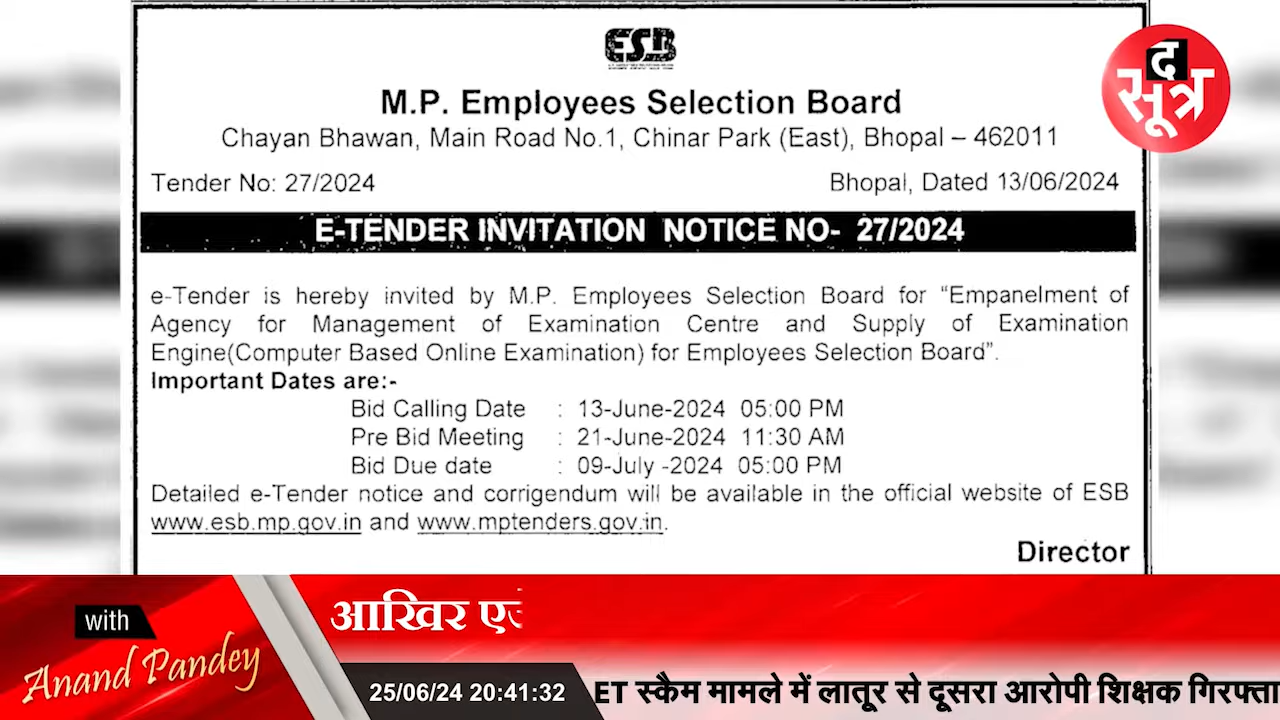 ESB
द
सूत्र
M.P. Employees Selection Board
Chayan Bhawan, Main Road No.1, Chinar Park (East), Bhopal – 462011
Tender No: 27/2024 Bhopal, Dated 13/06/2024
E-TENDER INVITATION NOTICE NO- 27/2024
e-Tender is hereby invited by M.P. Employees Selection Board for “Empanelment of
Agency for Management of Examination Centre and Supply of Examination
Engine(Computer Based Online Examination) for Employees Selection Board”.
Important Dates are:-
Bid Calling Date : 13-June-2024 05:00 PM
Pre Bid Meeting : 21-June-2024 11:30 AM
Bid Due date : 09-July -2024 05:00 PM
Detailed e-Tender notice and corrigendum will be available in the official website of ESB
www.esb.mp.gov.in and www.mptenders.gov.in.
Director
with
Anand Pandey
आखिर
25/06/24 20:41:32
ET स्कैम मामले में लातूर से दूसरा आरोपी शिक्षक गिरफ्ता